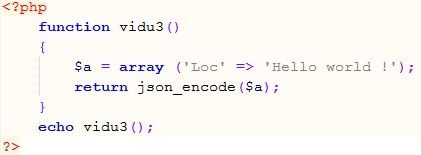 <?php
function vidu3()
{
$a = array ('Loc' => 'Hello world !');
return json_encode($a);
}
echo vidu3();
?>